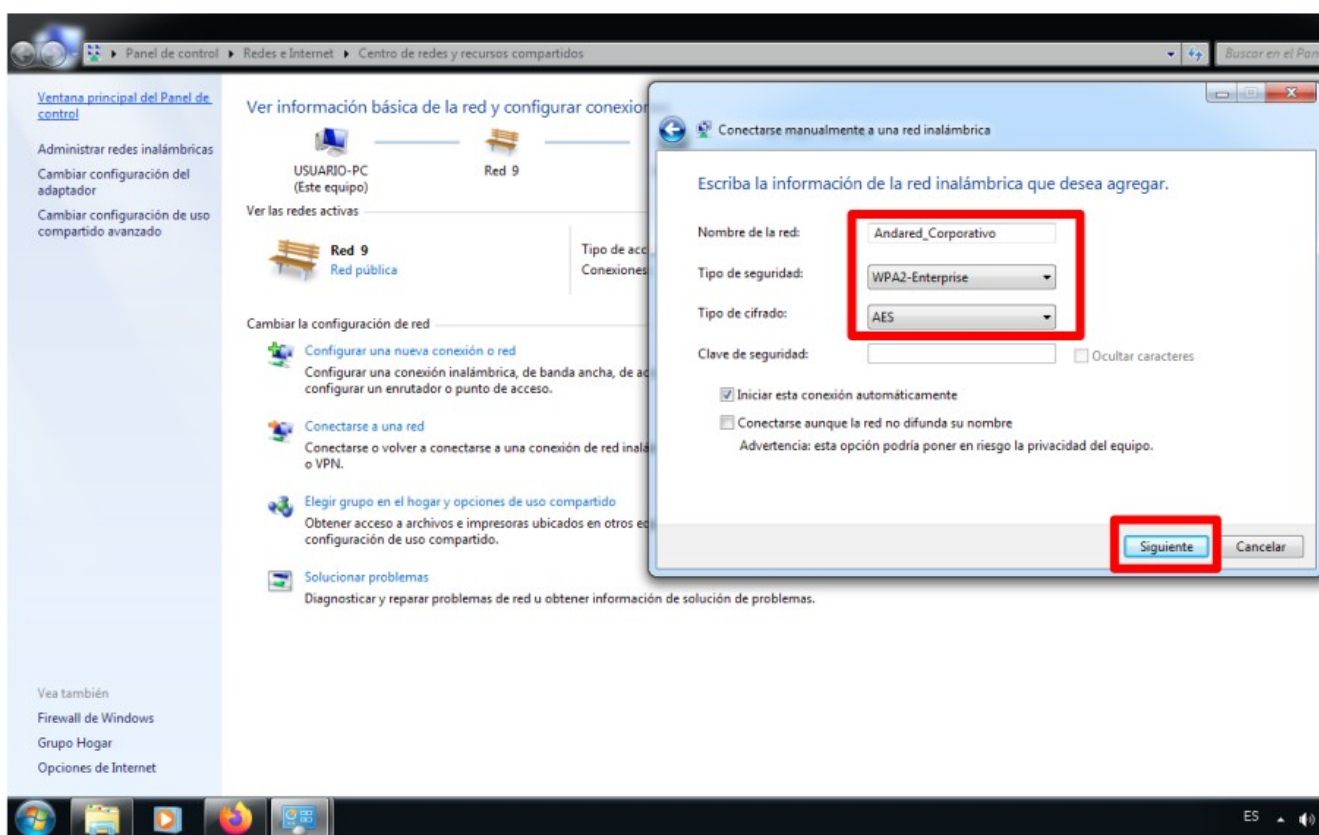 Panel de control ▸ Redes e Internet ▸ Centro de redes y recursos compartidos
Buscar en el Pan
Ventana principal del Panel de
control
Administrar redes inalámbricas
Cambiar configuración del
adaptador
Cambiar configuración de uso
compartido avanzado
Vea también
Firewall de Windows
Grupo Hogar
Opciones de Internet
Ver información básica de la red y configurar conexion
USUARIO-PC
(Este equipo)
Red 9
Ver las redes activas
Red 9
Red pública
Tipo de acc
Conexiones
Cambiar la configuración de red
Configurar una nueva conexión o red
Configurar una conexión inalámbrica, de banda ancha, de ac
configurar un enrutador o punto de acceso.
Conectarse a una red
Conectarse o volver a conectarse a una conexión de red inalá
o VPN.
Elegir grupo en el hogar y opciones de uso compartido
Obtener acceso a archivos e impresoras ubicados en otros eq
configuración de uso compartido.
Solucionar problemas
Diagnosticar y reparar problemas de red u obtener información de solución de problemas.
Conectarse manualmente a una red inalámbrica
Escriba la información de la red inalámbrica que desea agregar.
Nombre de la red: Andared_Corporativo
Tipo de seguridad: WPA2-Enterprise
Tipo de cifrado: AES
Clave de seguridad: Ocultar caracteres
Iniciar esta conexión automáticamente
Conectarse aunque la red no difunda su nombre
Advertencia: esta opción podría poner en riesgo la privacidad del equipo.
Siguiente Cancelar
ES